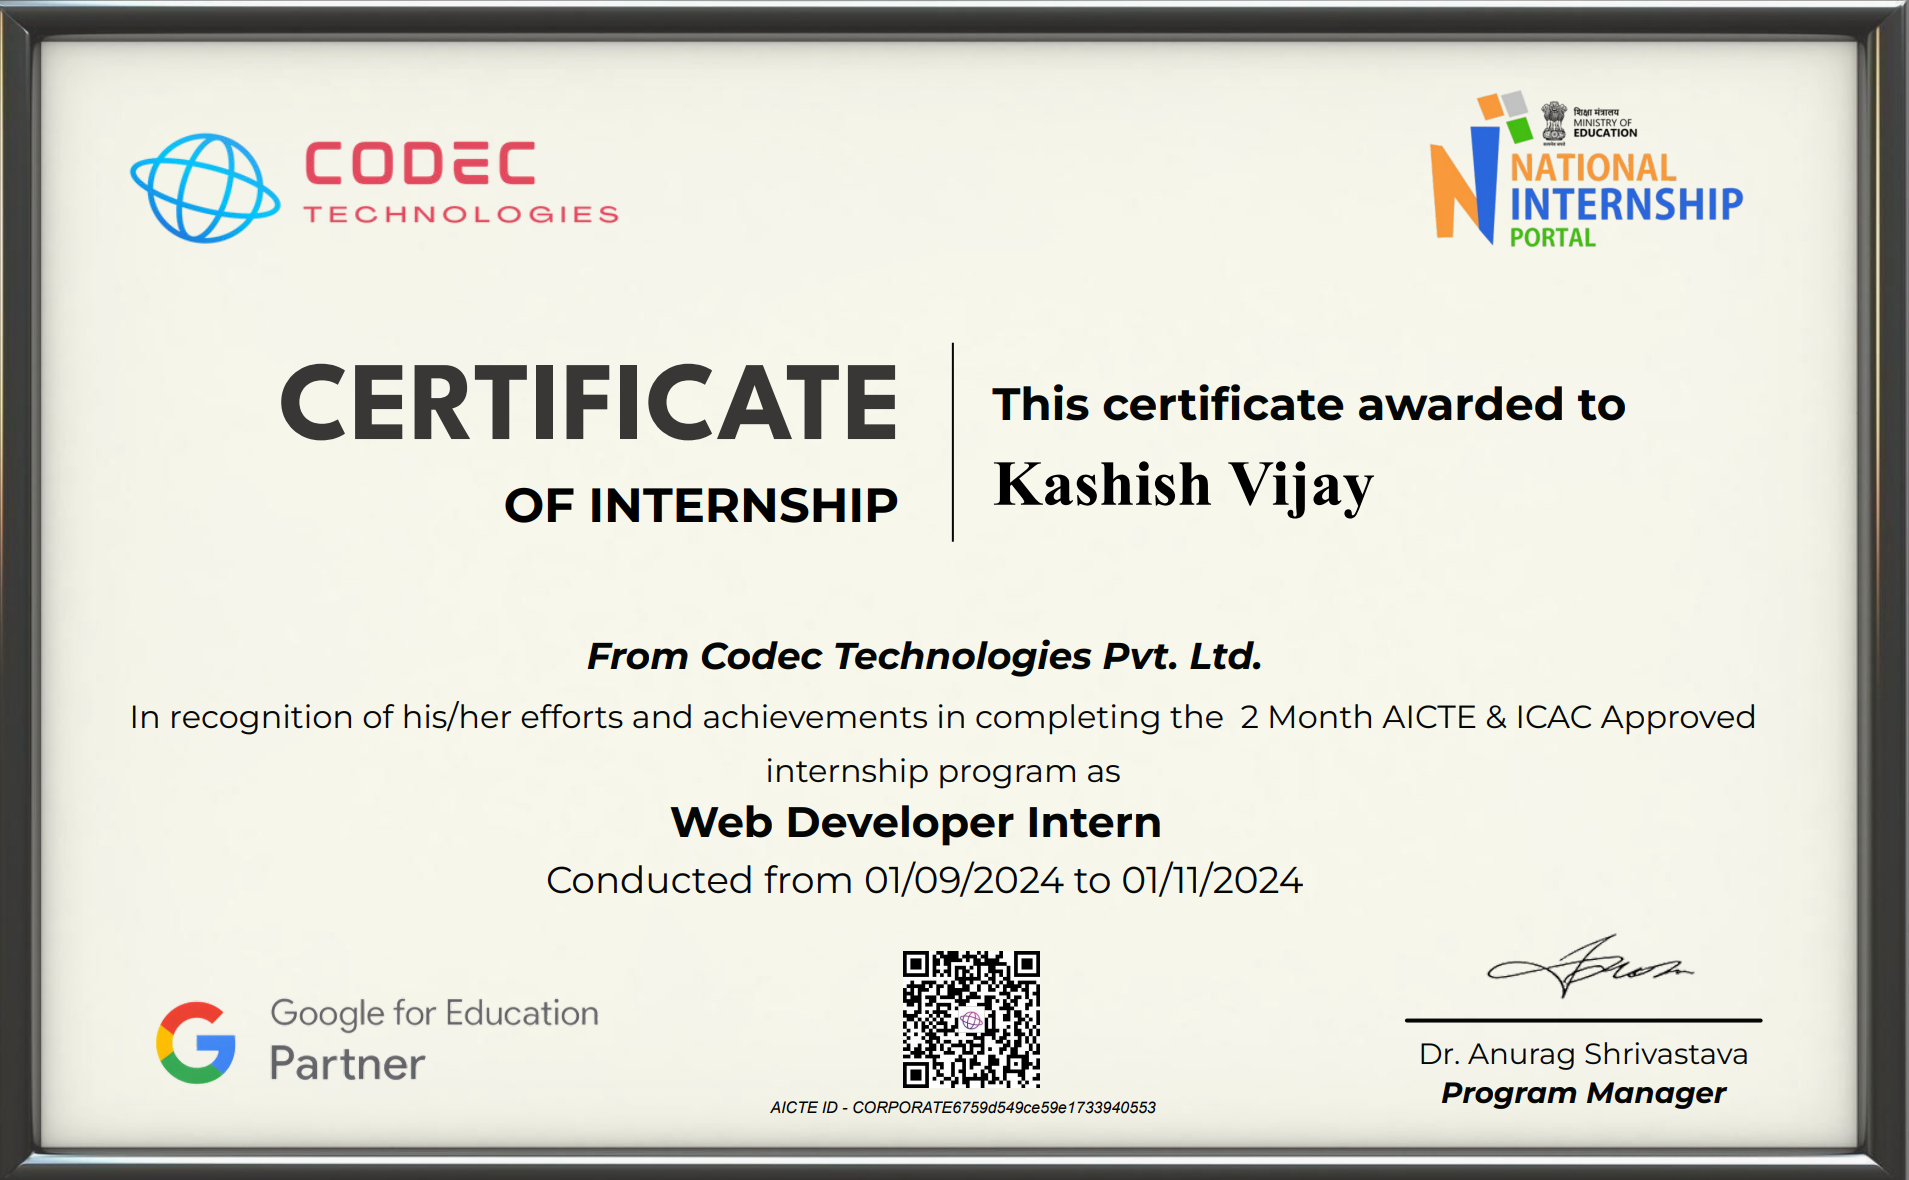 CODEC
TECHNOLOGIES
शिक्षा मंत्रालय
MINISTRY OF
EDUCATION
NATIONAL
INTERNSHIP
PORTAL
CERTIFICATE
OF INTERNSHIP
This certificate awarded to
Kashish Vijay
From Codec Technologies Pvt. Ltd.
In recognition of his/her efforts and achievements in completing the 2 Month AICTE & ICAC Approved
internship program as
Web Developer Intern
Conducted from 01/09/2024 to 01/11/2024
Google for Education
Partner
AICTE ID - CORPORATE6759d549ce59e1733940553
Dr. Anurag Shrivastava
Program Manager